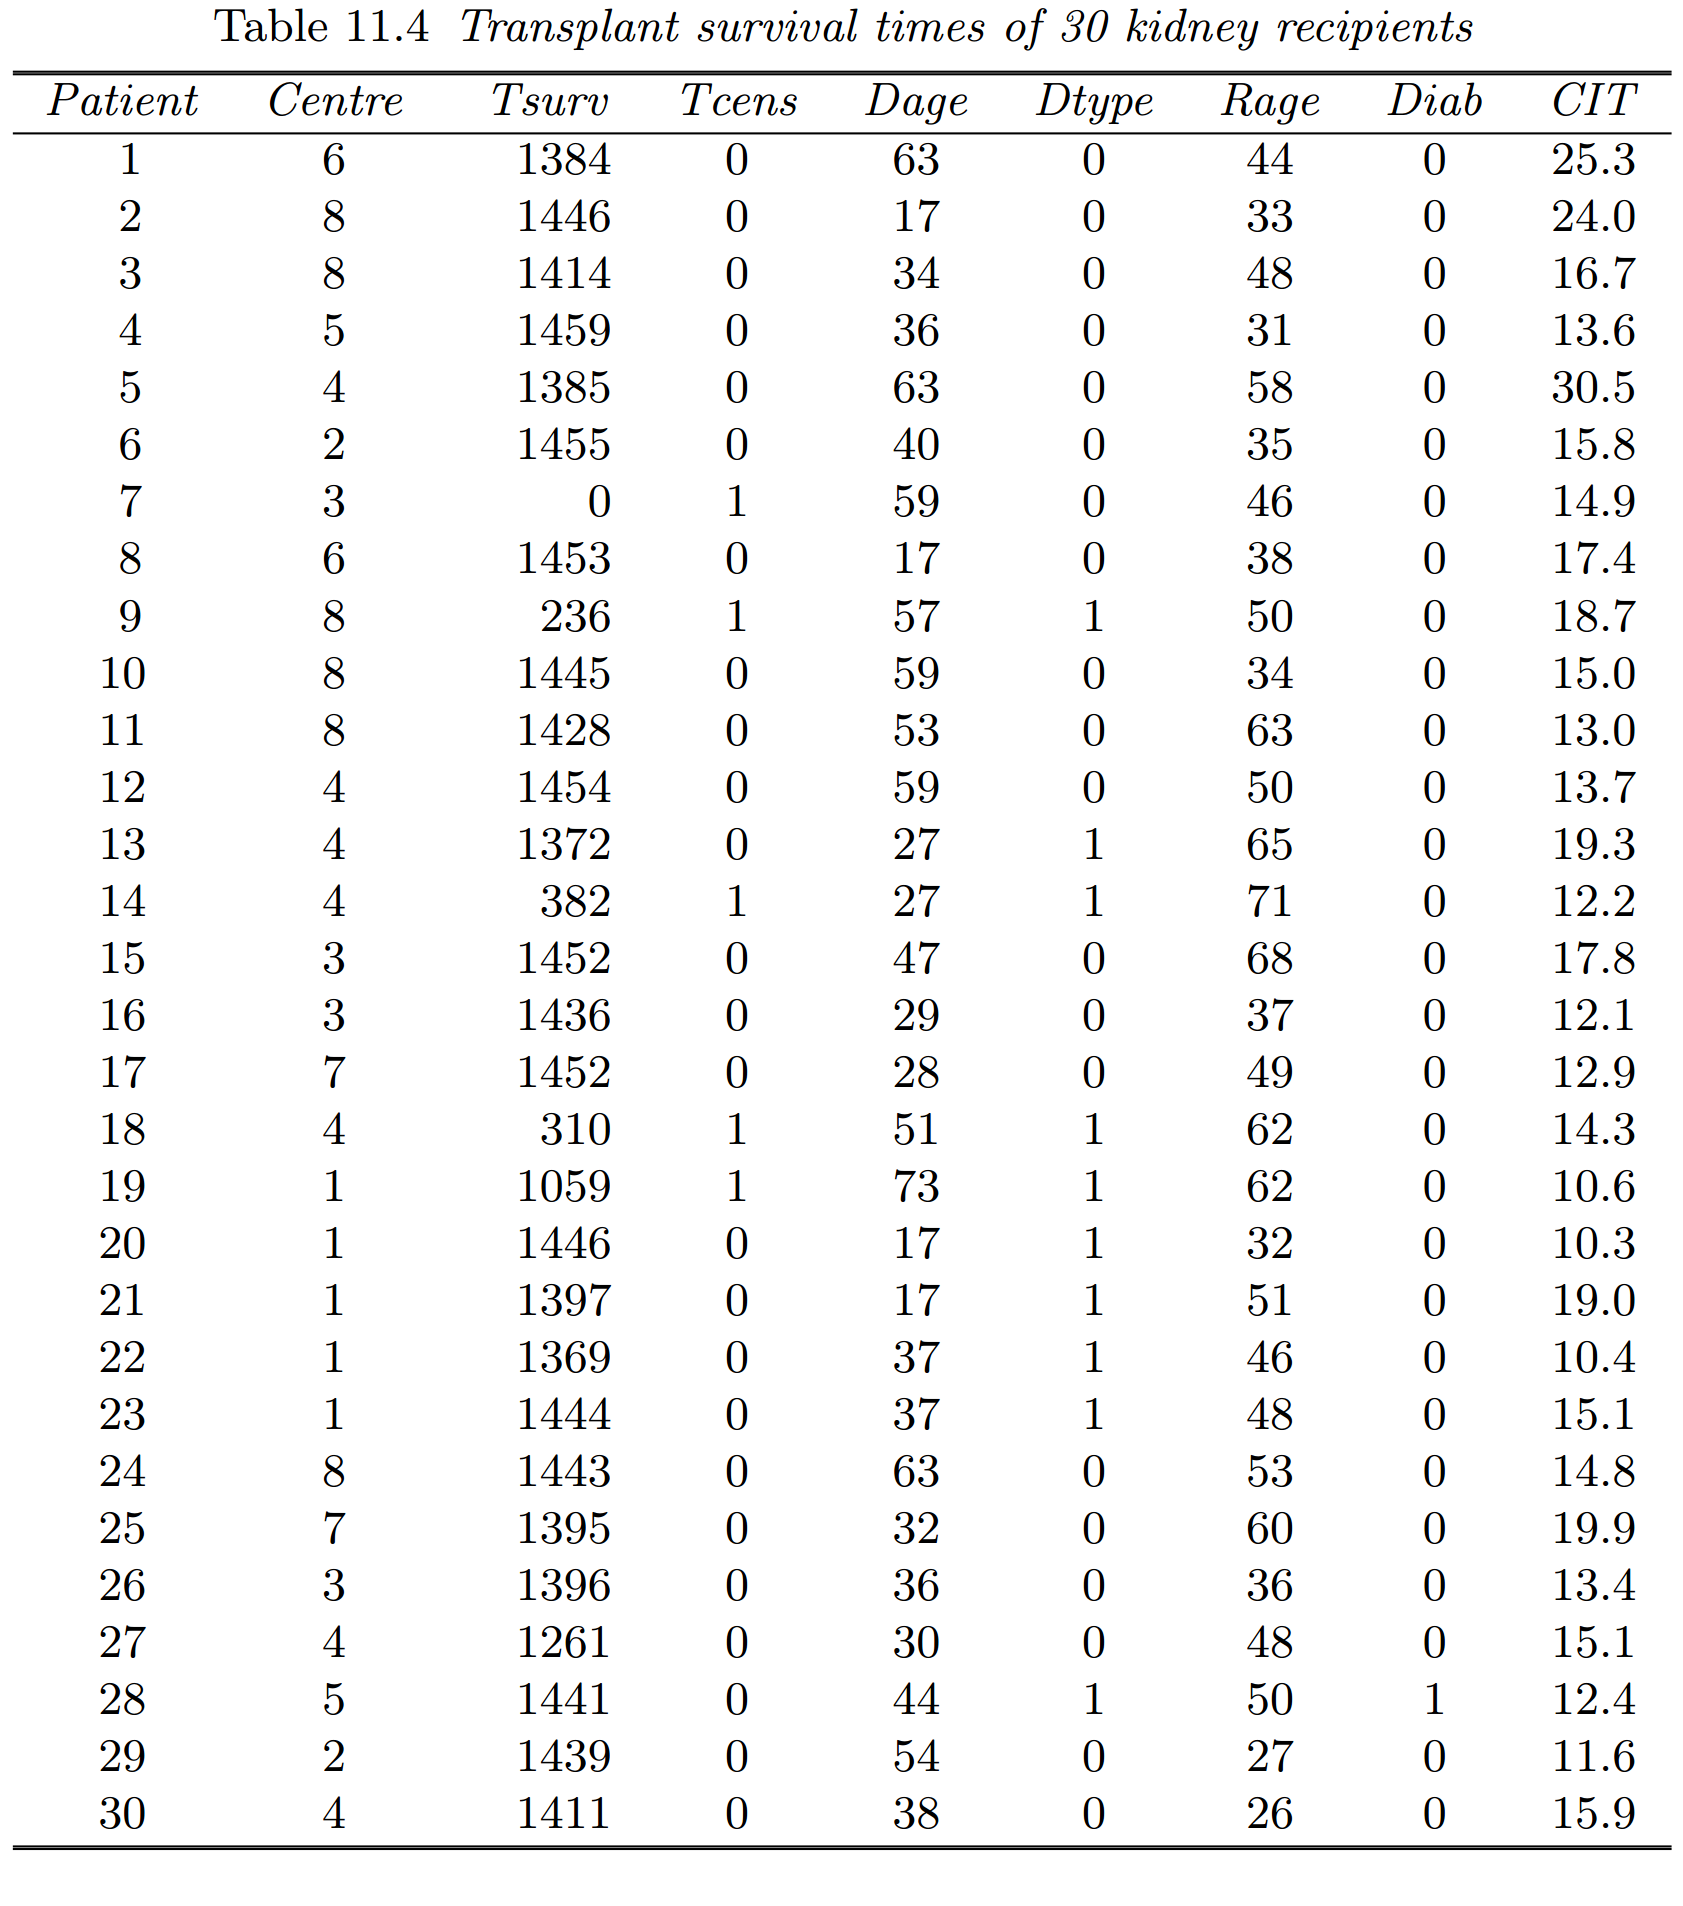 Table 11.4 Transplant survival times of 30 kidney recipients
Patient Centre Tsurv Tcens Dage Dtype Rage Diab CIT
1 6 1384 0 63 0 44 0 25.3
2 8 1446 0 17 0 33 0 24.0
3 8 1414 0 34 0 48 0 16.7
4 5 1459 0 36 0 31 0 13.6
5 4 1385 0 63 0 58 0 30.5
6 2 1455 0 40 0 35 0 15.8
7 3 0 1 59 0 46 0 14.9
8 6 1453 0 17 0 38 0 17.4
9 8 236 1 57 1 50 0 18.7
10 8 1445 0 59 0 34 0 15.0
11 8 1428 0 53 0 63 0 13.0
12 4 1454 0 59 0 50 0 13.7
13 4 1372 0 27 1 65 0 19.3
14 4 382 1 27 1 71 0 12.2
15 3 1452 0 47 0 68 0 17.8
16 3 1436 0 29 0 37 0 12.1
17 7 1452 0 28 0 49 0 12.9
18 4 310 1 51 1 62 0 14.3
19 1 1059 1 73 1 62 0 10.6
20 1 1446 0 17 1 32 0 10.3
21 1 1397 0 17 1 51 0 19.0
22 1 1369 0 37 1 46 0 10.4
23 1 1444 0 37 1 48 0 15.1
24 8 1443 0 63 0 53 0 14.8
25 7 1395 0 32 0 60 0 19.9
26 3 1396 0 36 0 36 0 13.4
27 4 1261 0 30 0 48 0 15.1
28 5 1441 0 44 1 50 1 12.4
29 2 1439 0 54 0 27 0 11.6
30 4 1411 0 38 0 26 0 15.9